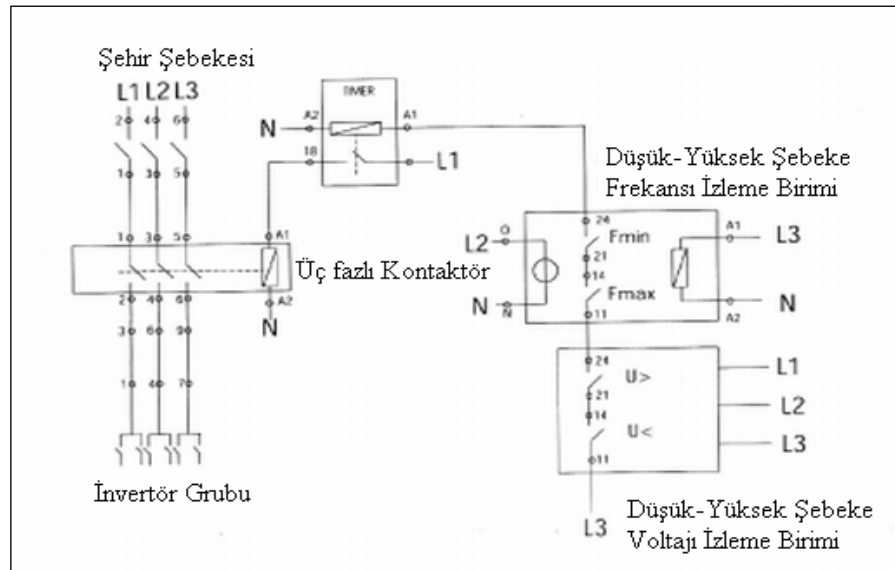 Şehir Şebekesi
L1 L2 L3
2 4 6
1 3 5
1 3 5
A1
Üç fazlı Kontaktör
2 4 6
A2
N
3 6 9
1 4 7
İnvertör Grubu
TIMER
N A2 A1
18 L1
Düşük-Yüksek Şebeke
Frekansı İzleme Birimi
24
L2
Fmin
21
14
N N
Fmax
11
A1 L3
N
A2
24
U>
21
14
U<
11
L1
L2
L3
L3
Düşük-Yüksek Şebeke
Voltajı İzleme Birimi